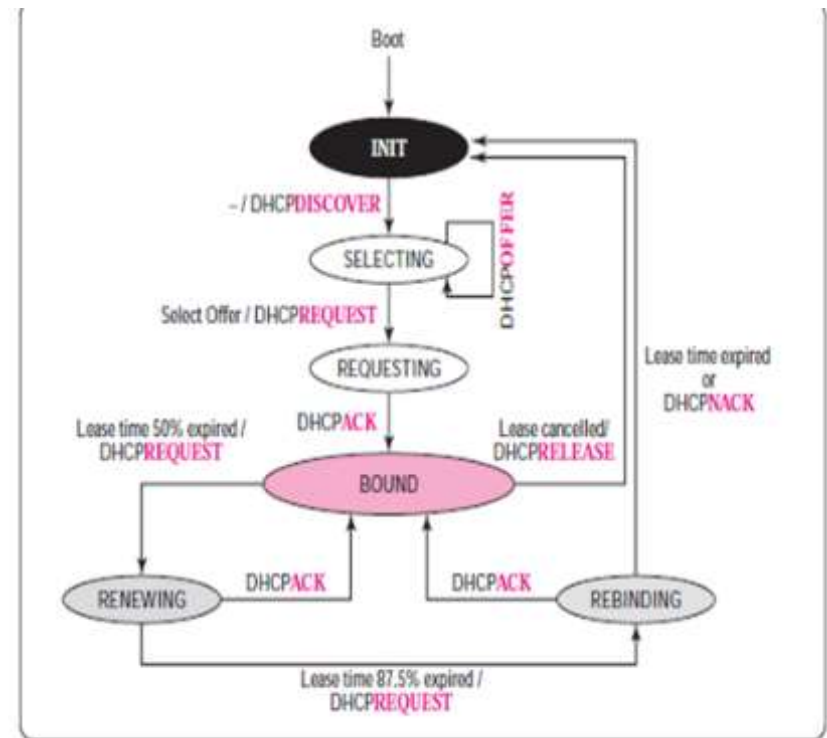 Boot
INIT
– / DHCPDISCOVER
DHCPOFFER
SELECTING
Select Offer / DHCPREQUEST
REQUESTING
Lease time expired
or
DHCPNACK
DHCPACK
Lease time 50% expired /
DHCPREQUEST
Lease cancelled/
DHCPRELEASE
BOUND
DHCPACK
DHCPACK
RENEWING
REBINDING
Lease time 87.5% expired /
DHCPREQUEST